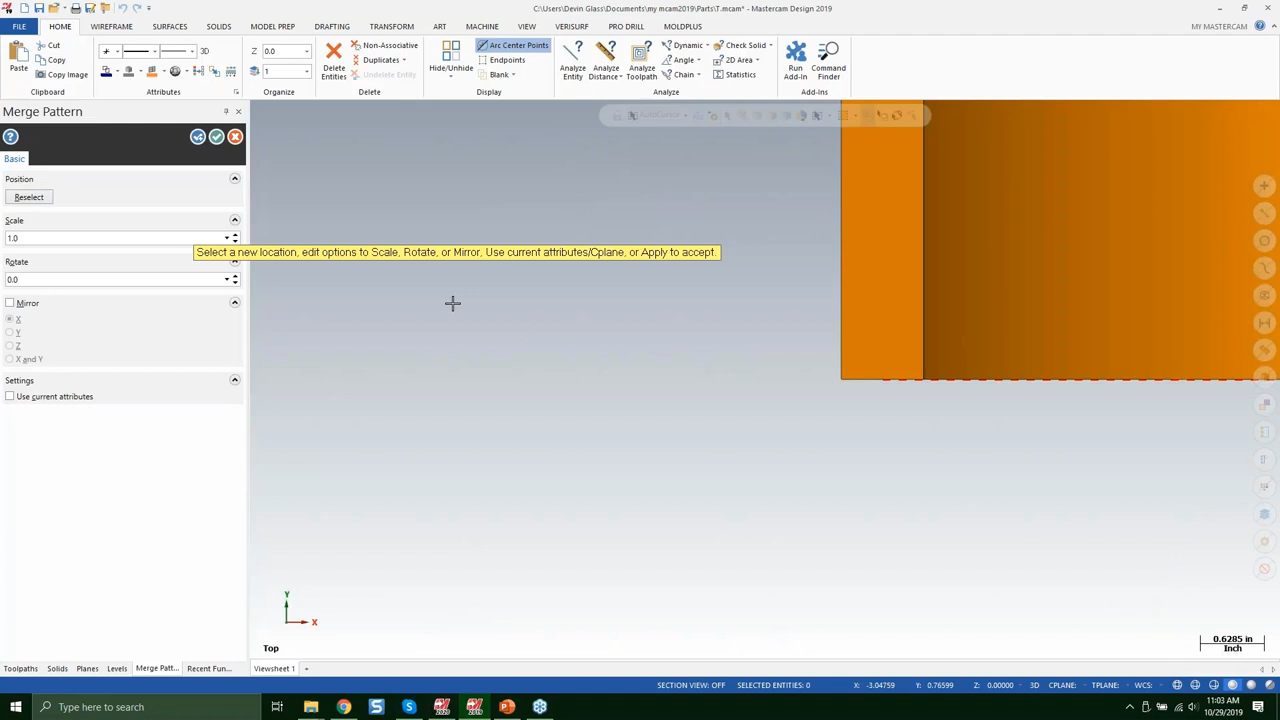 C:\Users\Devin Glass\Documents\my mcam2019\Parts\T.mcam* - Mastercam Design 2019
FILE HOME WIREFRAME SURFACES SOLIDS MODEL PREP DRAFTING TRANSFORM ART MACHINE VIEW VERISURF PRO DRILL MOLDPLUS MY MASTERCAM
Cut Copy Copy Image Paste
3D
Z 0.0
1
Delete Entities
Non-Associative
Duplicates
Undelete Entity
Hide/Unhide
Arc Center Points
Endpoints
Blank
Analyze Entity
Analyze Distance
Analyze Toolpath
Dynamic
Angle
Chain
Check Solid
2D Area
Statistics
Run Add-In
Command Finder
Clipboard Attributes Organize Delete Display Analyze Add-Ins
Merge Pattern
AutoCursor
Basic
Position
Reselect
Scale
1.0
Select a new location, edit options to Scale, Rotate, or Mirror, Use current attributes/Cplane, or Apply to accept.
Rotate
0.0
Mirror
X
Y
Z
X and Y
Settings
Use current attributes
Y
X
Top
0.6285 in
Inch
Toolpaths Solids Planes Levels Merge Patt... Recent Fun... Viewsheet 1 +
SECTION VIEW: OFF SELECTED ENTITIES: 0 X: -3.04759 Y: 0.76599 Z: 0.00000 3D CPLANE: TPLANE: WCS:
Type here to search
11:03 AM
10/29/2019